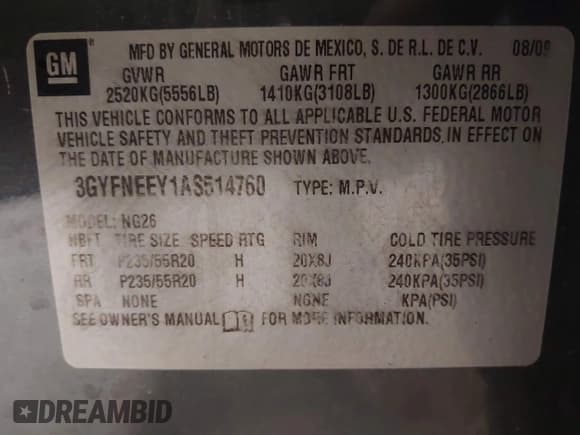 GM ® MFD BY GENERAL MOTORS DE MEXICO, S. DE R.L. DE C.V. 08/09
GVWR GAWR FRT GAWR RR
2520KG(5556LB) 1410KG(3108LB) 1300KG(2866LB)
THIS VEHICLE CONFORMS TO ALL APPLICABLE U.S. FEDERAL MOTOR
VEHICLE SAFETY AND THEFT PREVENTION STANDARDS IN EFFECT ON
THE DATE OF MANUFACTURE SHOWN ABOVE.
3GYFNEEY1AS514760 TYPE: M.P.V.
MODEL: NG26
TIRE SIZE SPEED RTG RIM COLD TIRE PRESSURE
FRT P235/55R20 H 20X8J 240KPA(35PSI)
RR P235/55R20 H 20X8J 240KPA(35PSI)
SPA NONE NONE KPA(PSI)
SEE OWNER'S MANUAL FOR MORE INFORMATION.
DREAMBID